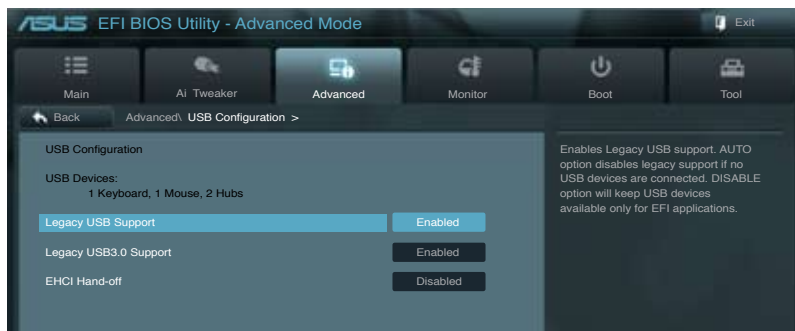 ASUS EFI BIOS Utility - Advanced Mode
Exit
Main
Ai Tweaker
Advanced
Monitor
Boot
Tool
Back
Advanced\ USB Configuration >
USB Configuration
USB Devices:
1 Keyboard, 1 Mouse, 2 Hubs
Legacy USB Support Enabled
Legacy USB3.0 Support Enabled
EHCI Hand-off Disabled
Enables Legacy USB support. AUTO
option disables legacy support if no
USB devices are connected. DISABLE
option will keep USB devices
available only for EFI applications.